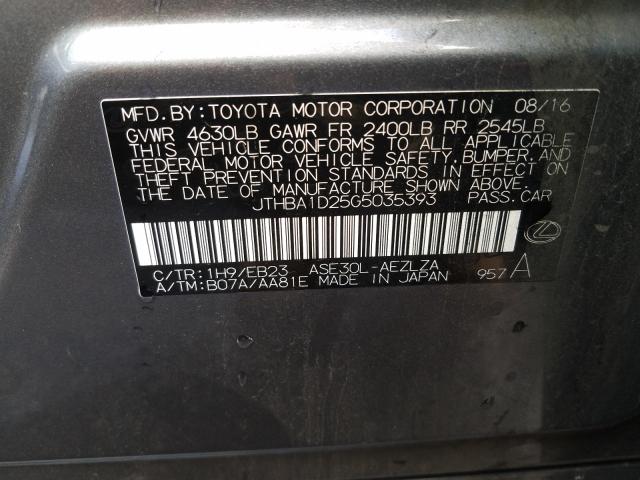 MFD.BY:TOYOTA MOTOR CORPORATION 08/16
GVWR 4630LB GAWR FR 2400LB RR 2545LB
THIS VEHICLE CONFORMS TO ALL APPLICABLE
FEDERAL MOTOR VEHICLE SAFETY,BUMPER,AND
THEFT PREVENTION STANDARDS IN EFFECT ON
THE DATE OF MANUFACTURE SHOWN ABOVE.
JTHBA1D25G5035393 PASS.CAR
C/TR:1H9/EB23 ASE30L-AEZLZA
A/TM:B07A/AA81E MADE IN JAPAN 957 A